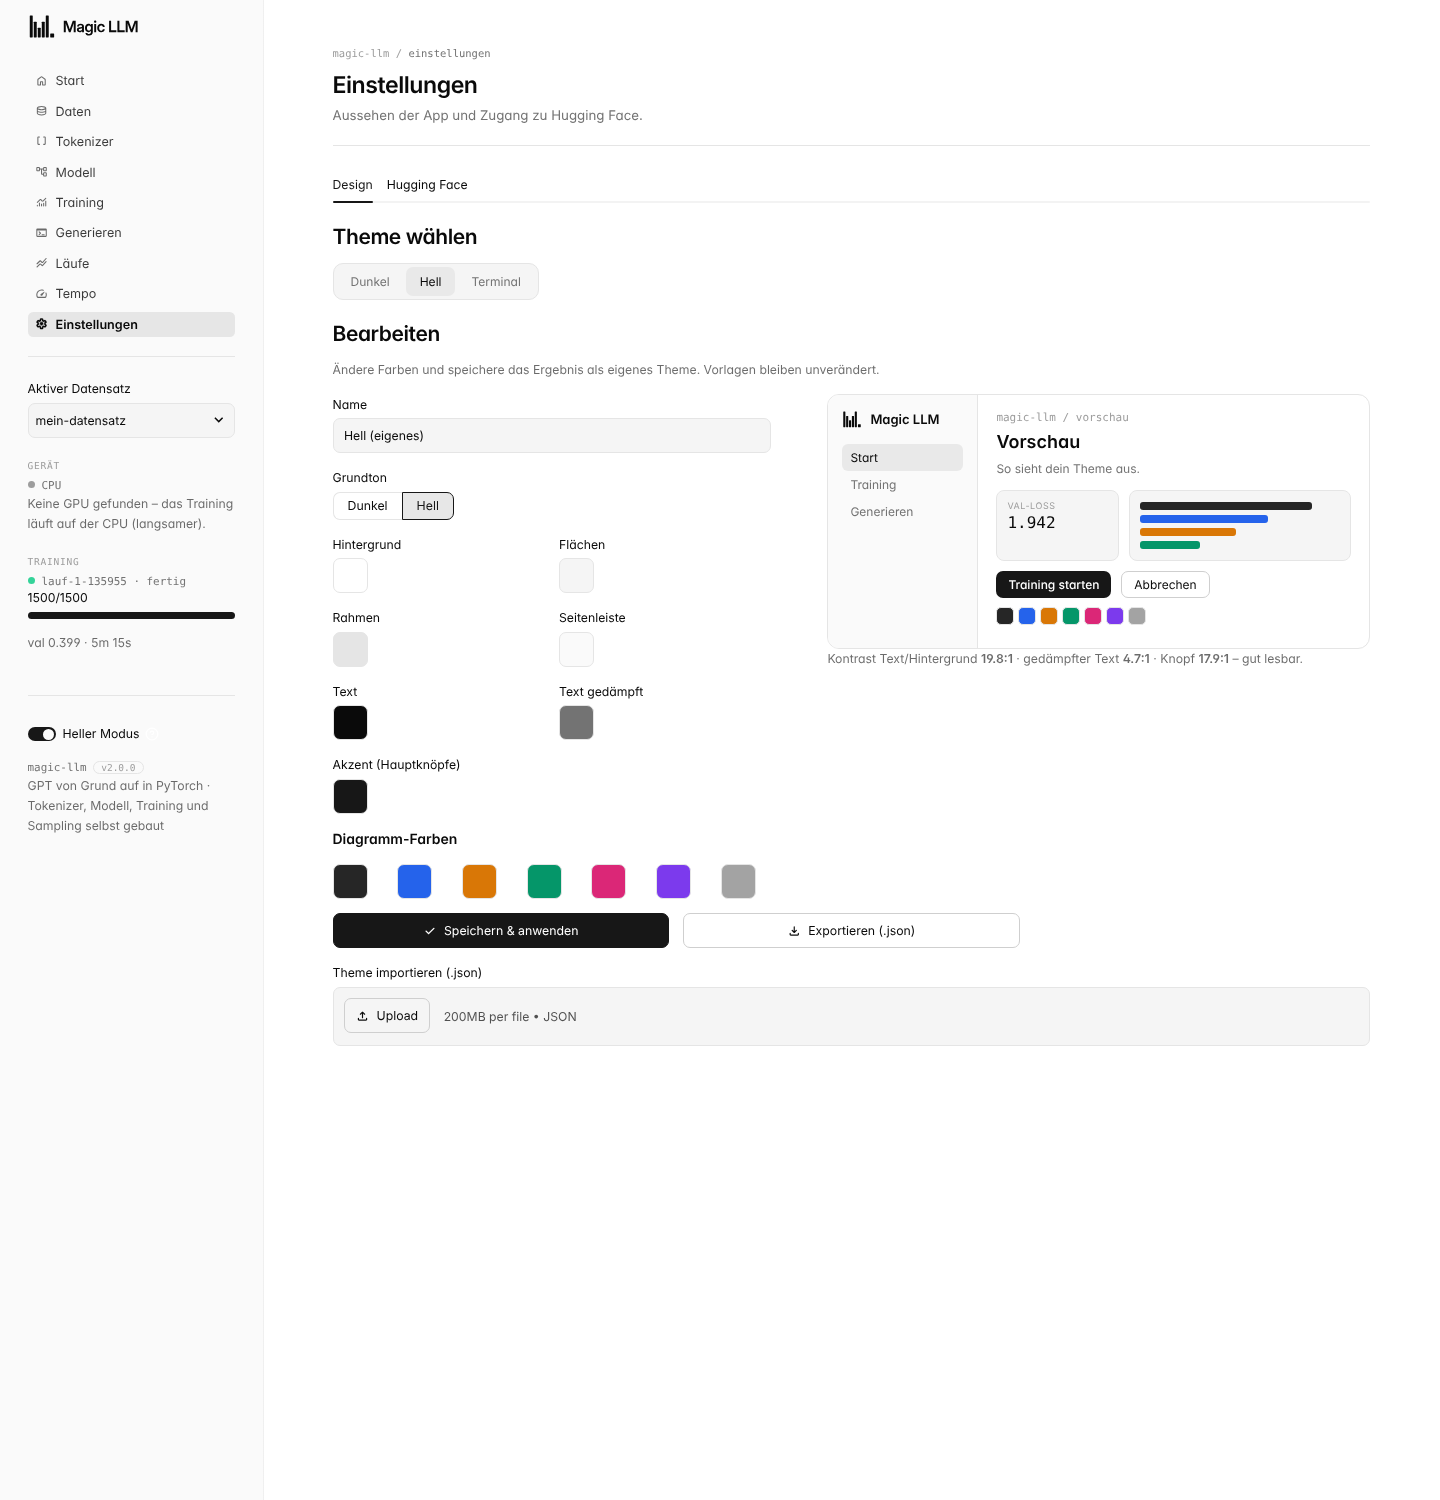 Magic LLM
Start
Daten
Tokenizer
Modell
Training
Generieren
Läufe
Tempo
Einstellungen
Aktiver Datensatz
mein-datensatz
GERÄT
CPU
Keine GPU gefunden – das Training
läuft auf der CPU (langsamer).
TRAINING
lauf-1-135955 · fertig
1500/1500
val 0.399 · 5m 15s
Heller Modus
magic-llm v2.0.0
GPT von Grund auf in PyTorch ·
Tokenizer, Modell, Training und
Sampling selbst gebaut
magic-llm / einstellungen
Einstellungen
Aussehen der App und Zugang zu Hugging Face.
Design Hugging Face
Theme wählen
Dunkel Hell Terminal
Bearbeiten
Ändere Farben und speichere das Ergebnis als eigenes Theme. Vorlagen bleiben unverändert.
Name
Hell (eigenes)
Grundton
Dunkel Hell
Hintergrund Flächen
Rahmen Seitenleiste
Text Text gedämpft
Akzent (Hauptknöpfe)
Magic LLM
Start
Training
Generieren
magic-llm / vorschau
Vorschau
So sieht dein Theme aus.
VAL-LOSS
1.942
Training starten Abbrechen
Kontrast Text/Hintergrund 19.8:1 · gedämpfter Text 4.7:1 · Knopf 17.9:1 – gut lesbar.
Diagramm-Farben
Speichern & anwenden Exportieren (.json)
Theme importieren (.json)
Upload 200MB per file • JSON